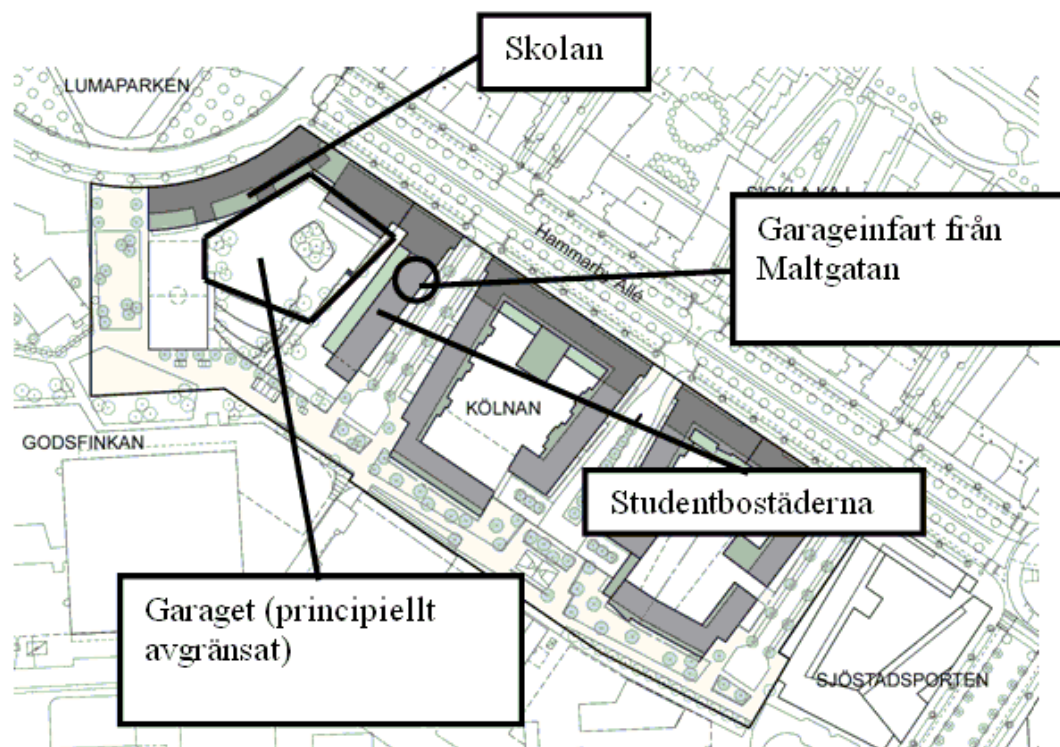 Skolan
LUMAPARKEN
SICKLA KAJ
Garageinfart från
Maltgatan
Hammarby Allé
KÖLNAN
GODSFINKAN
Studentbostäderna
Garaget (principiellt
avgränsat)
SJÖSTADSPORTEN